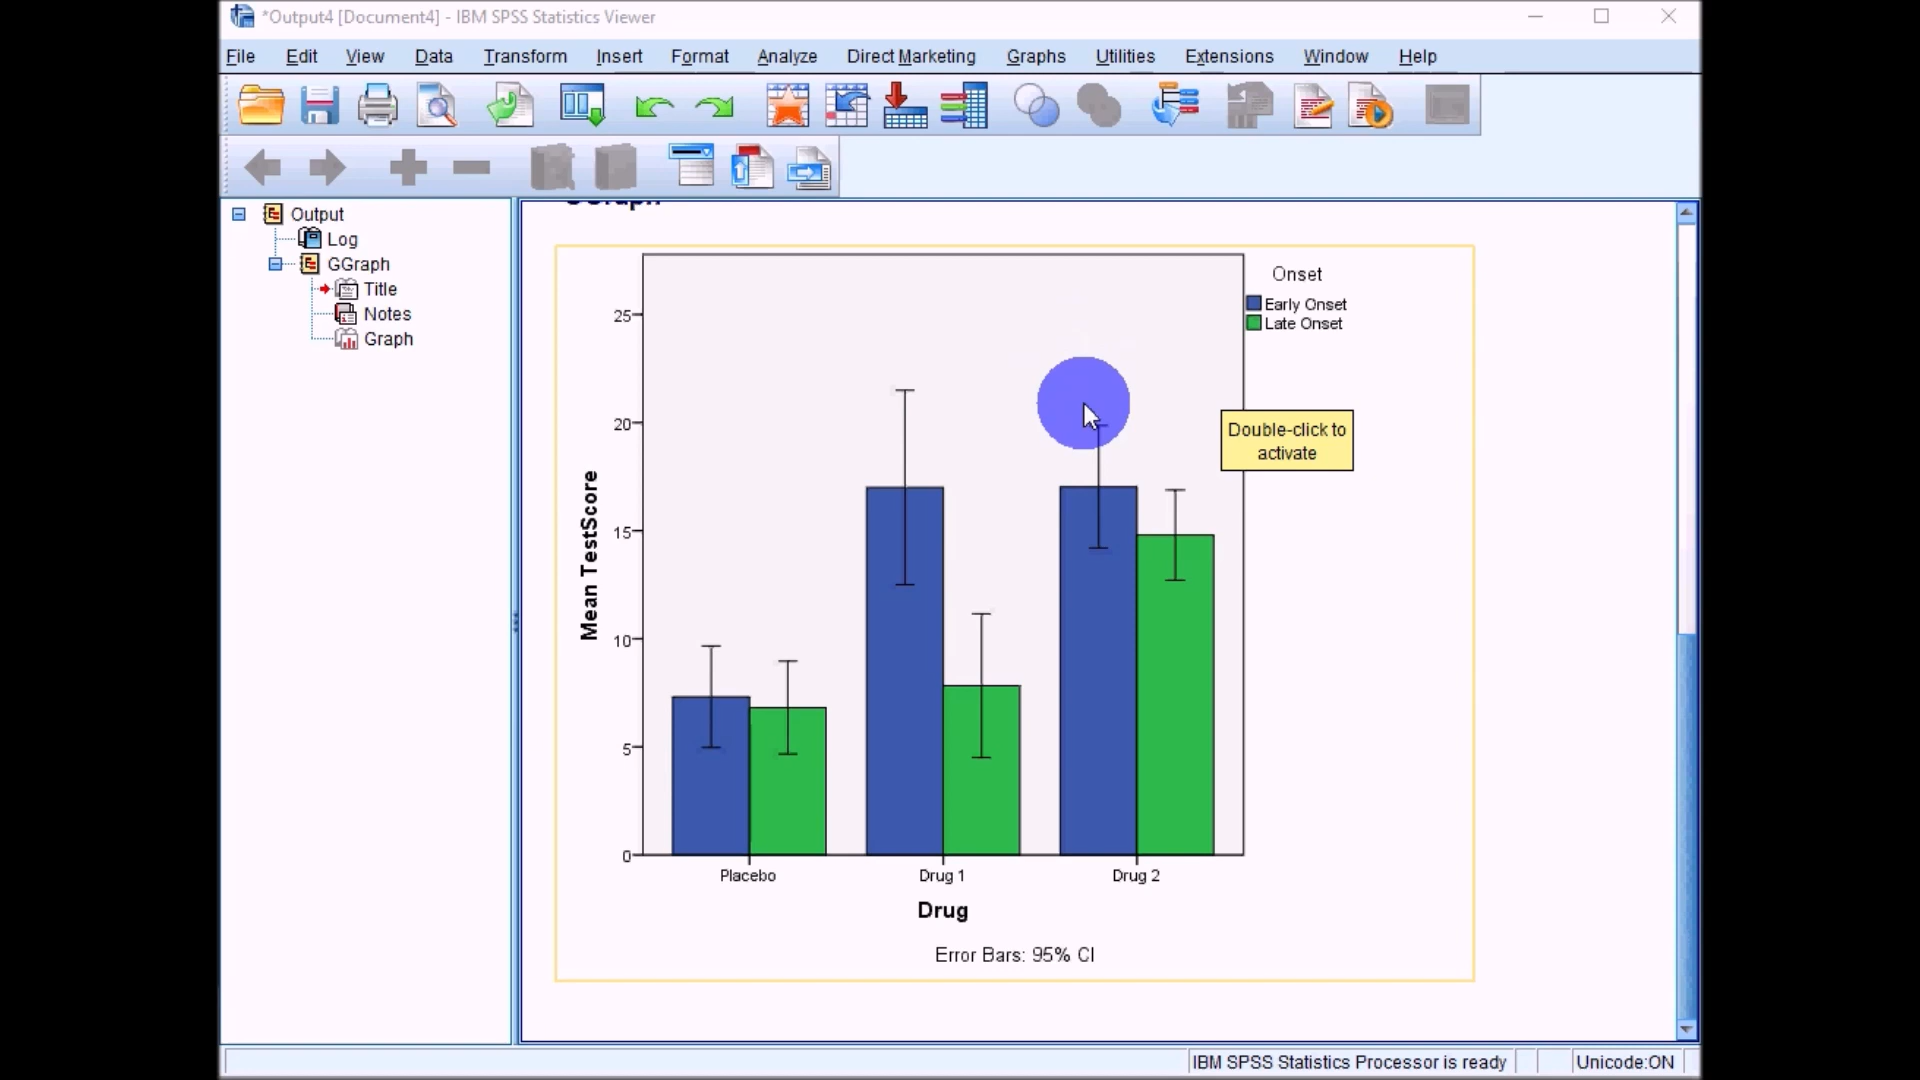 *Output4 [Document4] - IBM SPSS Statistics Viewer
File Edit View Data Transform Insert Format Analyze Direct Marketing Graphs Utilities Extensions Window Help
Output
Log
GGraph
Title
Notes
Graph
GGraph
Onset
Early Onset
Late Onset
25
20
15
10
5
0
Mean TestScore
Double-click to
activate
Placebo Drug 1 Drug 2
Drug
Error Bars: 95% CI
IBM SPSS Statistics Processor is ready Unicode:ON